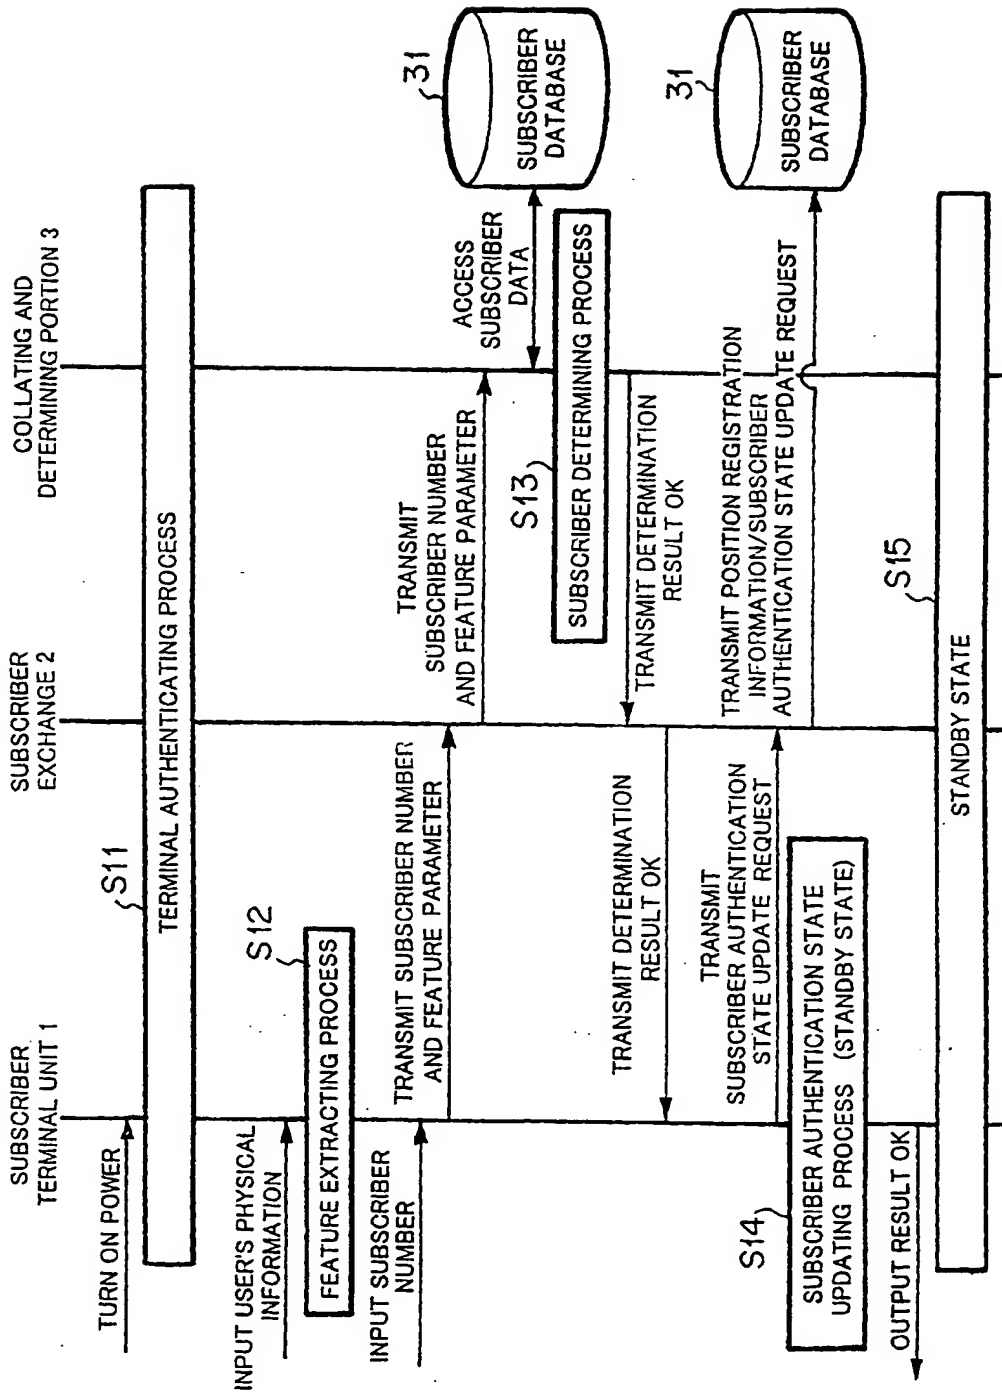 SUBSCRIBER
TERMINAL UNIT 1
SUBSCRIBER
EXCHANGE 2
COLLATING AND
DETERMINING PORTION 3
TURN ON POWER
S11
TERMINAL AUTHENTICATING PROCESS
INPUT USER'S PHYSICAL
INFORMATION
S12
FEATURE EXTRACTING PROCESS
INPUT SUBSCRIBER
NUMBER
TRANSMIT SUBSCRIBER NUMBER
AND FEATURE PARAMETER
TRANSMIT
SUBSCRIBER NUMBER
AND FEATURE PARAMETER
ACCESS
SUBSCRIBER
DATA
31
SUBSCRIBER
DATABASE
S13
SUBSCRIBER DETERMINING PROCESS
TRANSMIT DETERMINATION
RESULT OK
TRANSMIT DETERMINATION
RESULT OK
TRANSMIT
SUBSCRIBER AUTHENTICATION
STATE UPDATE REQUEST
TRANSMIT POSITION REGISTRATION
INFORMATION/SUBSCRIBER
AUTHENTICATION STATE UPDATE REQUEST
31
SUBSCRIBER
DATABASE
S14
SUBSCRIBER AUTHENTICATION STATE
UPDATING PROCESS (STANDBY STATE)
OUTPUT RESULT OK
S15
STANDBY STATE